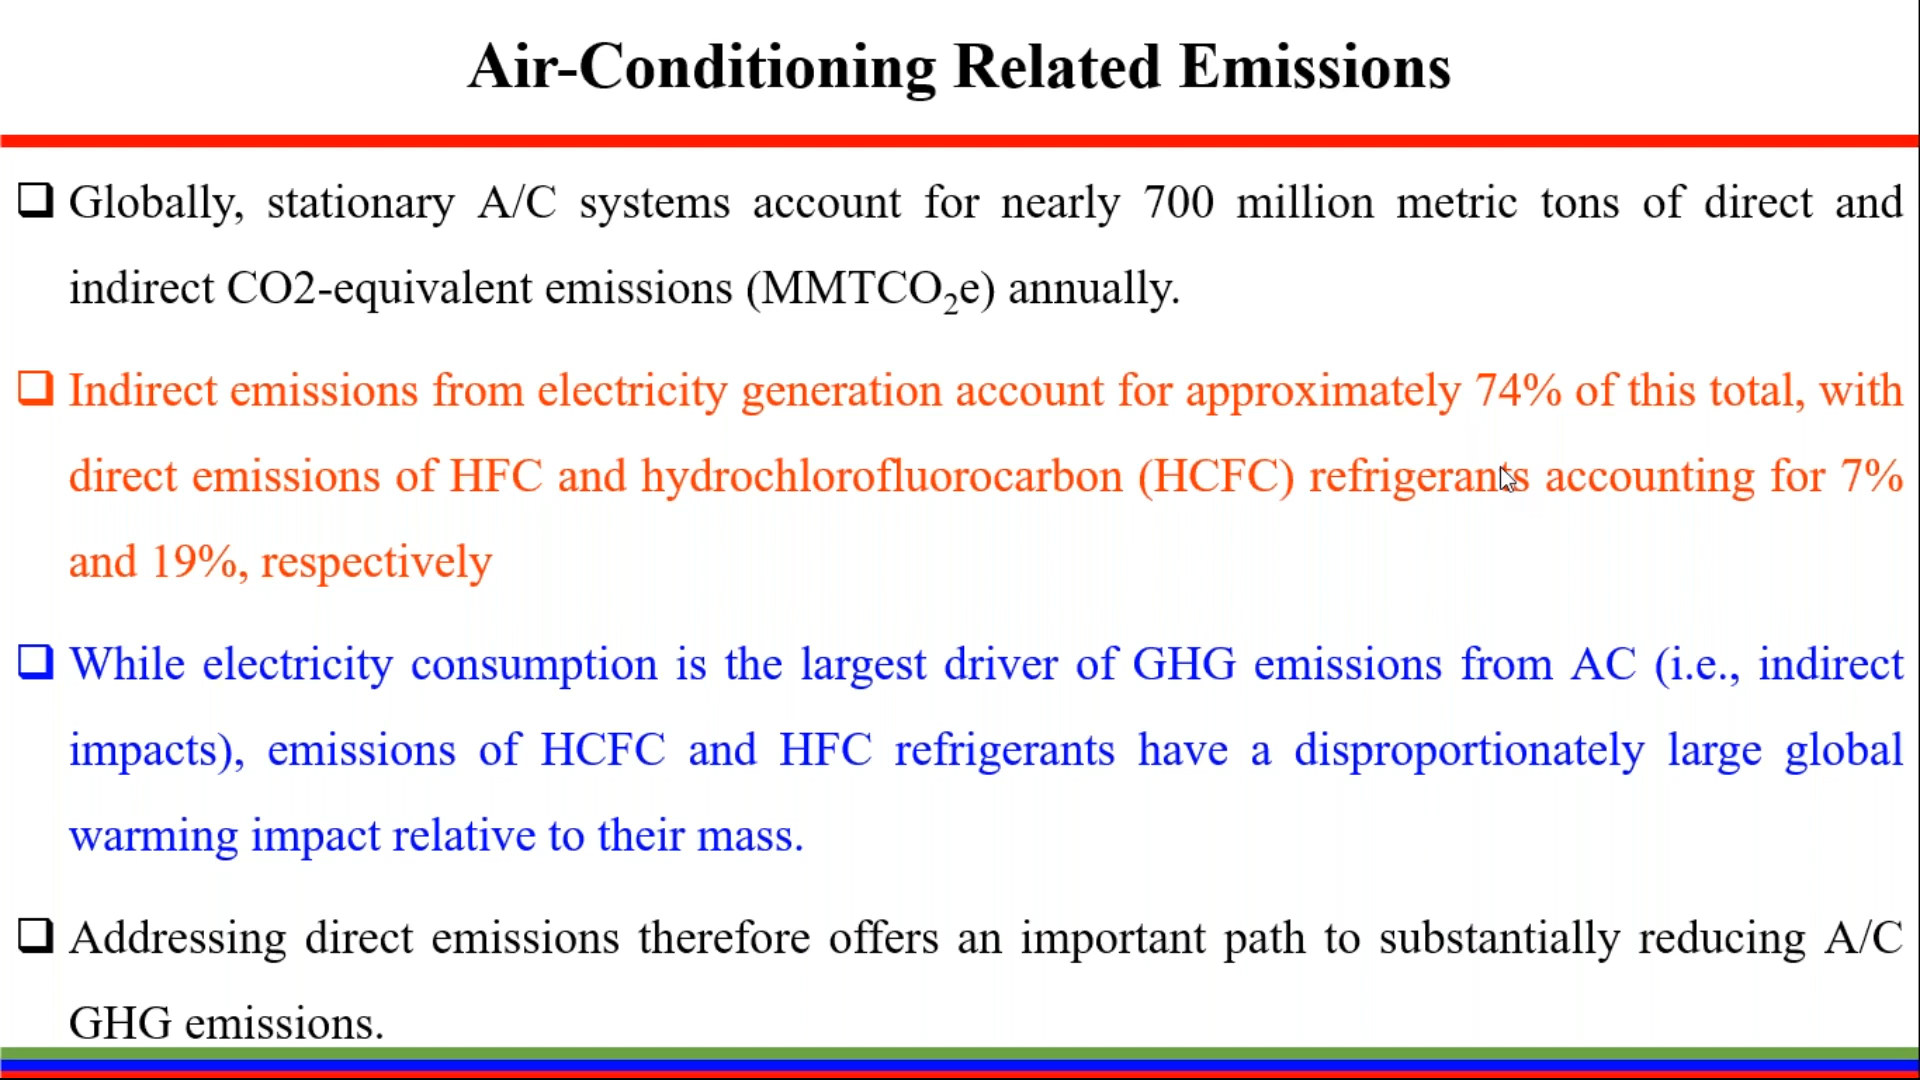 Air-Conditioning Related Emissions
❑ Globally, stationary A/C systems account for nearly 700 million metric tons of direct and
indirect CO2-equivalent emissions (MMTCO₂e) annually.
❑ Indirect emissions from electricity generation account for approximately 74% of this total, with
direct emissions of HFC and hydrochlorofluorocarbon (HCFC) refrigerants accounting for 7%
and 19%, respectively
❑ While electricity consumption is the largest driver of GHG emissions from AC (i.e., indirect
impacts), emissions of HCFC and HFC refrigerants have a disproportionately large global
warming impact relative to their mass.
❑ Addressing direct emissions therefore offers an important path to substantially reducing A/C
GHG emissions.